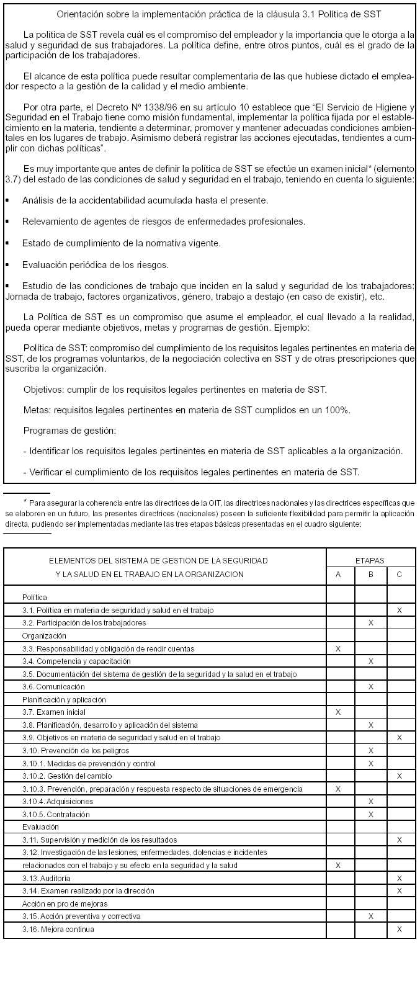 Orientación sobre la implementación práctica de la cláusula 3.1 Política de SST
La política de SST revela cuál es el compromiso del empleador y la importancia que le otorga a la
salud y seguridad de sus trabajadores. La política define, entre otros puntos, cuál es el grado de la
participación de los trabajadores.
El alcance de esta política puede resultar complementaria de las que hubiese dictado el emplea-
dor respecto a la gestión de la calidad y el medio ambiente.
Por otra parte, el Decreto Nº 1338/96 en su artículo 10 establece que “El Servicio de Higiene y
Seguridad en el Trabajo tiene como misión fundamental, implementar la política fijada por el estable-
cimiento en la materia, tendiente a determinar, promover y mantener adecuadas condiciones ambien-
tales en los lugares de trabajo. Asimismo deberá registrar las acciones ejecutadas, tendientes a cum-
plir con dichas políticas”.
Es muy importante que antes de definir la política de SST se efectúe un examen inicial* (elemento
3.7) del estado de las condiciones de salud y seguridad en el trabajo, teniendo en cuenta lo siguiente:
▪ Análisis de la accidentabilidad acumulada hasta el presente.
▪ Relevamiento de agentes de riesgos de enfermedades profesionales.
▪ Estado de cumplimiento de la normativa vigente.
▪ Evaluación periódica de los riesgos.
▪ Estudio de las condiciones de trabajo que inciden en la salud y seguridad de los trabajadores:
Jornada de trabajo, factores organizativos, género, trabajo a destajo (en caso de existir), etc.
La Política de SST es un compromiso que asume el empleador, el cual llevado a la realidad,
pueda operar mediante objetivos, metas y programas de gestión. Ejemplo:
Política de SST: compromiso del cumplimiento de los requisitos legales pertinentes en materia de
SST, de los programas voluntarios, de la negociación colectiva en SST y de otras prescripciones que
suscriba la organización.
Objetivos: cumplir de los requisitos legales pertinentes en materia de SST.
Metas: requisitos legales pertinentes en materia de SST cumplidos en un 100%.
Programas de gestión:
- Identificar los requisitos legales pertinentes en materia de SST aplicables a la organización.
- Verificar el cumplimiento de los requisitos legales pertinentes en materia de SST.
* Para asegurar la coherencia entre las directrices de la OIT, las directrices nacionales y las directrices específicas que
se elaboren en un futuro, las presentes directrices (nacionales) poseen la suficiente flexibilidad para permitir la aplicación
directa, pudiendo ser implementadas mediante las tres etapas básicas presentadas en el cuadro siguiente:
ELEMENTOS DEL SISTEMA DE GESTION DE LA SEGURIDAD ETAPAS
Y LA SALUD EN EL TRABAJO EN LA ORGANIZACION A B C
Política
3.1. Política en materia de seguridad y salud en el trabajo X
3.2. Participación de los trabajadores X
Organización
3.3. Responsabilidad y obligación de rendir cuentas X
3.4. Competencia y capacitación X
3.5. Documentación del sistema de gestión de la seguridad y la salud en el trabajo
3.6. Comunicación X
Planificación y aplicación
3.7. Examen inicial X
3.8. Planificación, desarrollo y aplicación del sistema X
3.9. Objetivos en materia de seguridad y salud en el trabajo X
3.10. Prevención de los peligros X
3.10.1. Medidas de prevención y control X
3.10.2. Gestión del cambio X
3.10.3. Prevención, preparación y respuesta respecto de situaciones de emergencia X
3.10.4. Adquisiciones X
3.10.5. Contratación X
Evaluación
3.11. Supervisión y medición de los resultados X
3.12. Investigación de las lesiones, enfermedades, dolencias e incidentes
relacionados con el trabajo y su efecto en la seguridad y la salud X
3.13. Auditoría X
3.14. Examen realizado por la dirección X
Acción en pro de mejoras
3.15. Acción preventiva y correctiva X
3.16. Mejora continua X